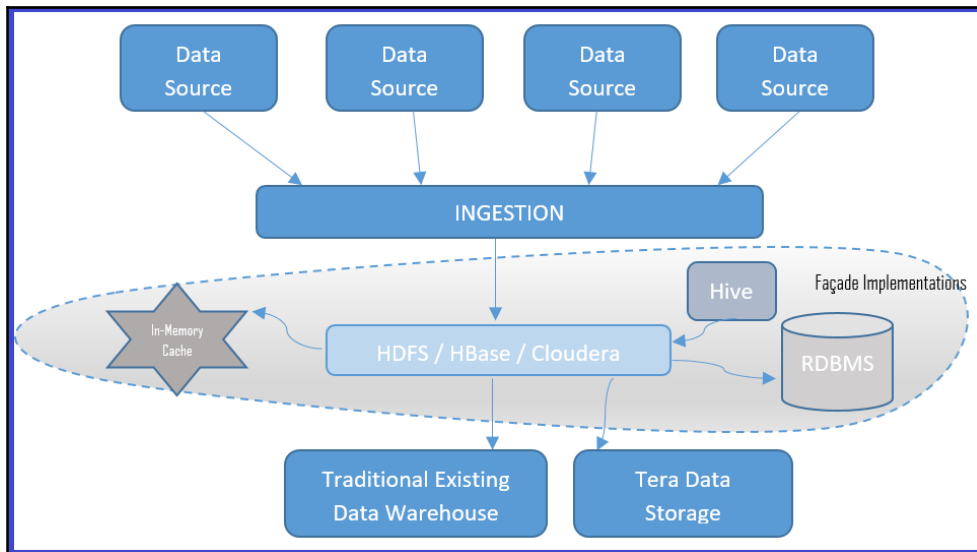 Data
Source
Data
Source
Data
Source
Data
Source
INGESTION
Hive
Façade Implementations
In-Memory
Cache
HDFS / HBase / Cloudera
RDBMS
Traditional Existing
Data Warehouse
Tera Data
Storage